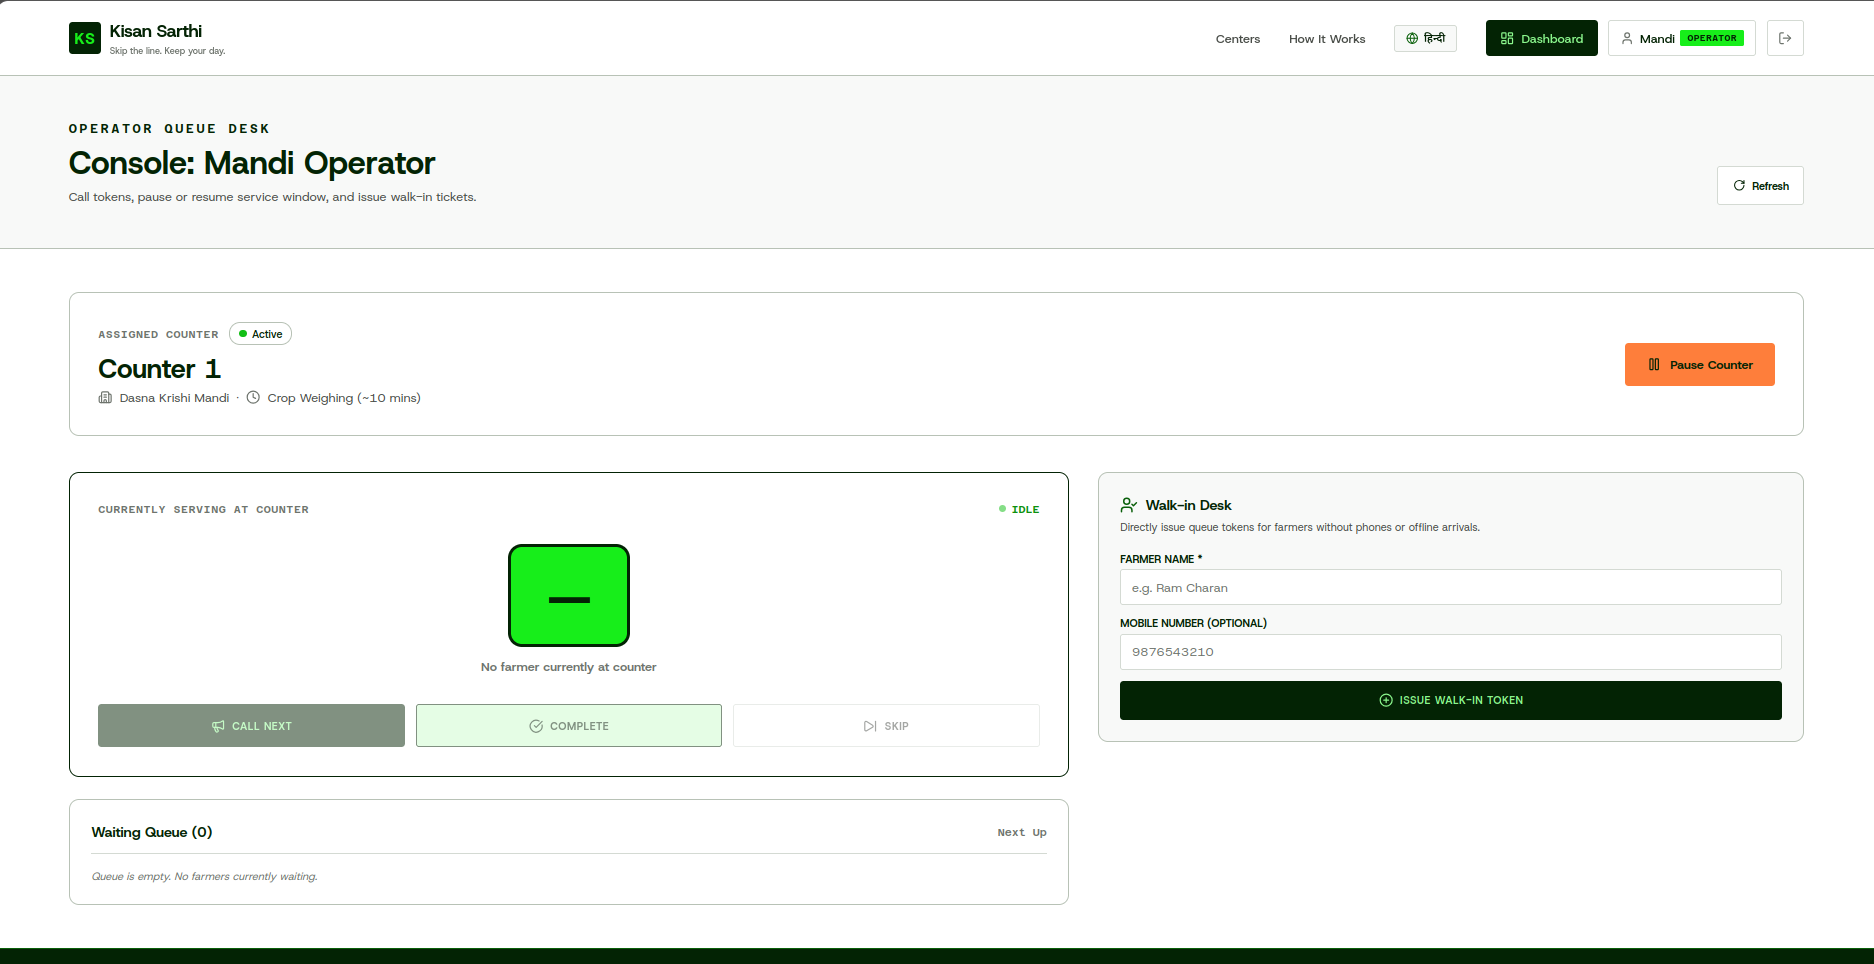 KS
Kisan Sarthi
Skip the line. Keep your day.
Centers
How It Works
हिन्दी
Dashboard
Mandi OPERATOR
OPERATOR QUEUE DESK
Console: Mandi Operator
Call tokens, pause or resume service window, and issue walk-in tickets.
Refresh
ASSIGNED COUNTER
Active
Counter 1
Dasna Krishi Mandi · Crop Weighing (~10 mins)
Pause Counter
CURRENTLY SERVING AT COUNTER
IDLE
—
No farmer currently at counter
CALL NEXT
COMPLETE
SKIP
Waiting Queue (0)
Next Up
Queue is empty. No farmers currently waiting.
Walk-in Desk
Directly issue queue tokens for farmers without phones or offline arrivals.
FARMER NAME *
e.g. Ram Charan
MOBILE NUMBER (OPTIONAL)
9876543210
ISSUE WALK-IN TOKEN